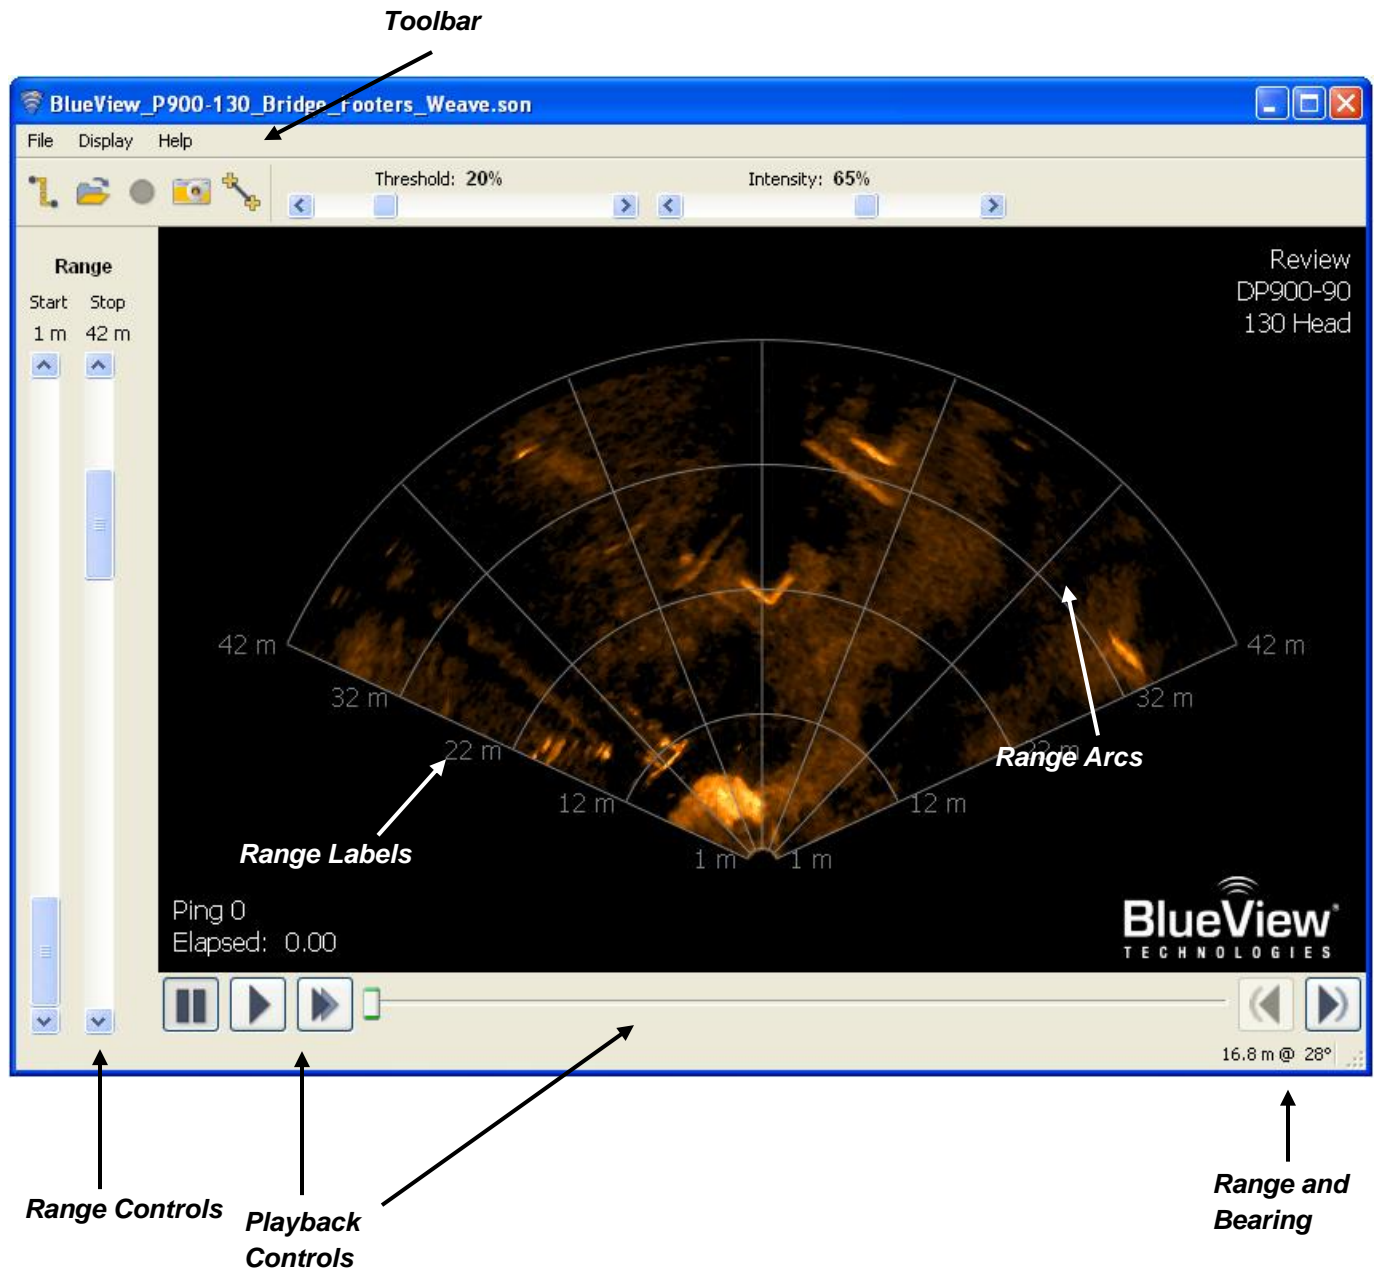 Toolbar
BlueView_P900-130_Bridge_Footers_Weave.son
File Display Help
Threshold: 20% Intensity: 65%
Range
Start Stop
1 m 42 m
Review
DP900-90
130 Head
42 m 42 m
32 m 32 m
22 m 22 m
Range Arcs
12 m 12 m
Range Labels
1 m 1 m
Ping 0
Elapsed: 0.00
BlueView
TECHNOLOGIES
16.8 m @ 28°
Range Controls
Playback
Controls
Range and
Bearing